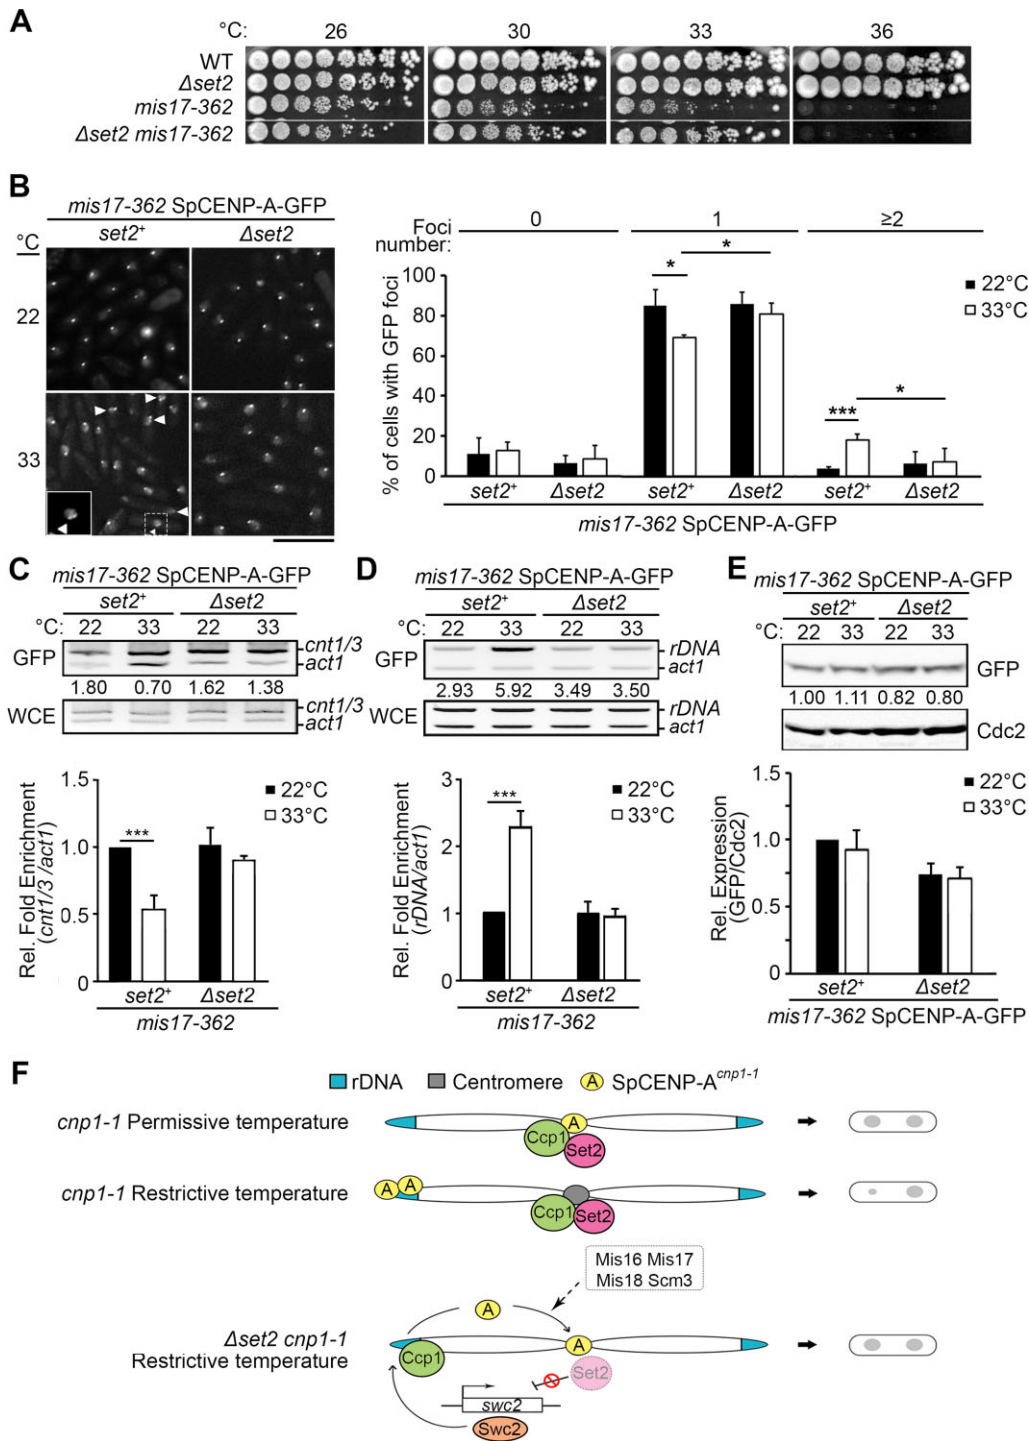 A
°C: 26 30 33 36
WT
Δset2
mis17-362
Δset2 mis17-362
B
mis17-362 SpCENP-A-GFP
°C set2+ Δset2
22
33
Foci number: 0 1 ≥2
% of cells with GFP foci
100
80
60
40
20
0
* * *** *
22°C
33°C
set2+ Δset2 set2+ Δset2 set2+ Δset2
mis17-362 SpCENP-A-GFP
C
mis17-362 SpCENP-A-GFP
set2+ Δset2
°C: 22 33 22 33
GFP cnt1/3
act1
1.80 0.70 1.62 1.38
WCE cnt1/3
act1
Rel. Fold Enrichment
(cnt1/3 /act1)
1.5
1.0
0.5
0
***
22°C
33°C
set2+ Δset2
mis17-362
D
mis17-362 SpCENP-A-GFP
set2+ Δset2
°C: 22 33 22 33
GFP rDNA
act1
2.93 5.92 3.49 3.50
WCE rDNA
act1
Rel. Fold Enrichment
(rDNA/act1)
3
2
1
0
***
22°C
33°C
set2+ Δset2
mis17-362
E
mis17-362 SpCENP-A-GFP
set2+ Δset2
°C: 22 33 22 33
GFP
1.00 1.11 0.82 0.80
Cdc2
Rel. Expression
(GFP/Cdc2)
1.5
1.0
0.5
0
22°C
33°C
set2+ Δset2
mis17-362 SpCENP-A-GFP
F
rDNA Centromere A SpCENP-A cnp1-1
cnp1-1 Permissive temperature
A
Ccp1 Set2
cnp1-1 Restrictive temperature
A A
Ccp1 Set2
Mis16 Mis17
Mis18 Scm3
A
Δset2 cnp1-1
Restrictive temperature
Ccp1 A
Set2
swc2
Swc2